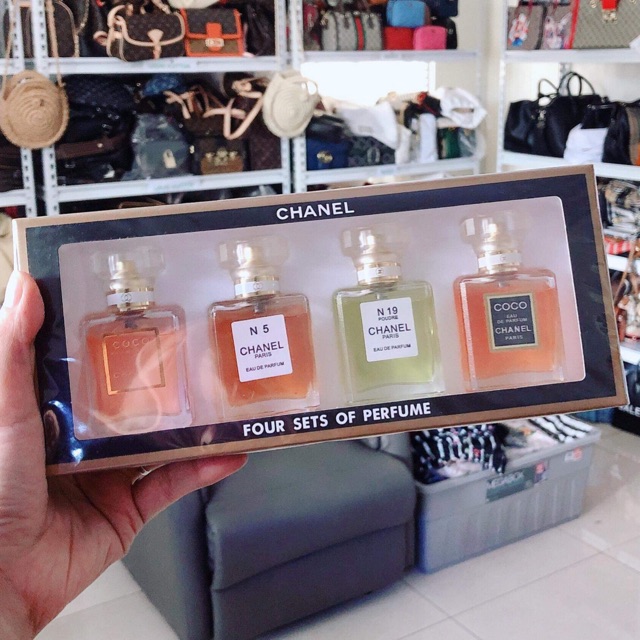 CHANEL
COCO
N 5
CHANEL
PARIS
EAU DE PARFUM
N 19
POUDRE
CHANEL
PARIS
EAU DE PARFUM
COCO
EAU
DE PARFUM
CHANEL
PARIS
FOUR SETS OF PERFUME